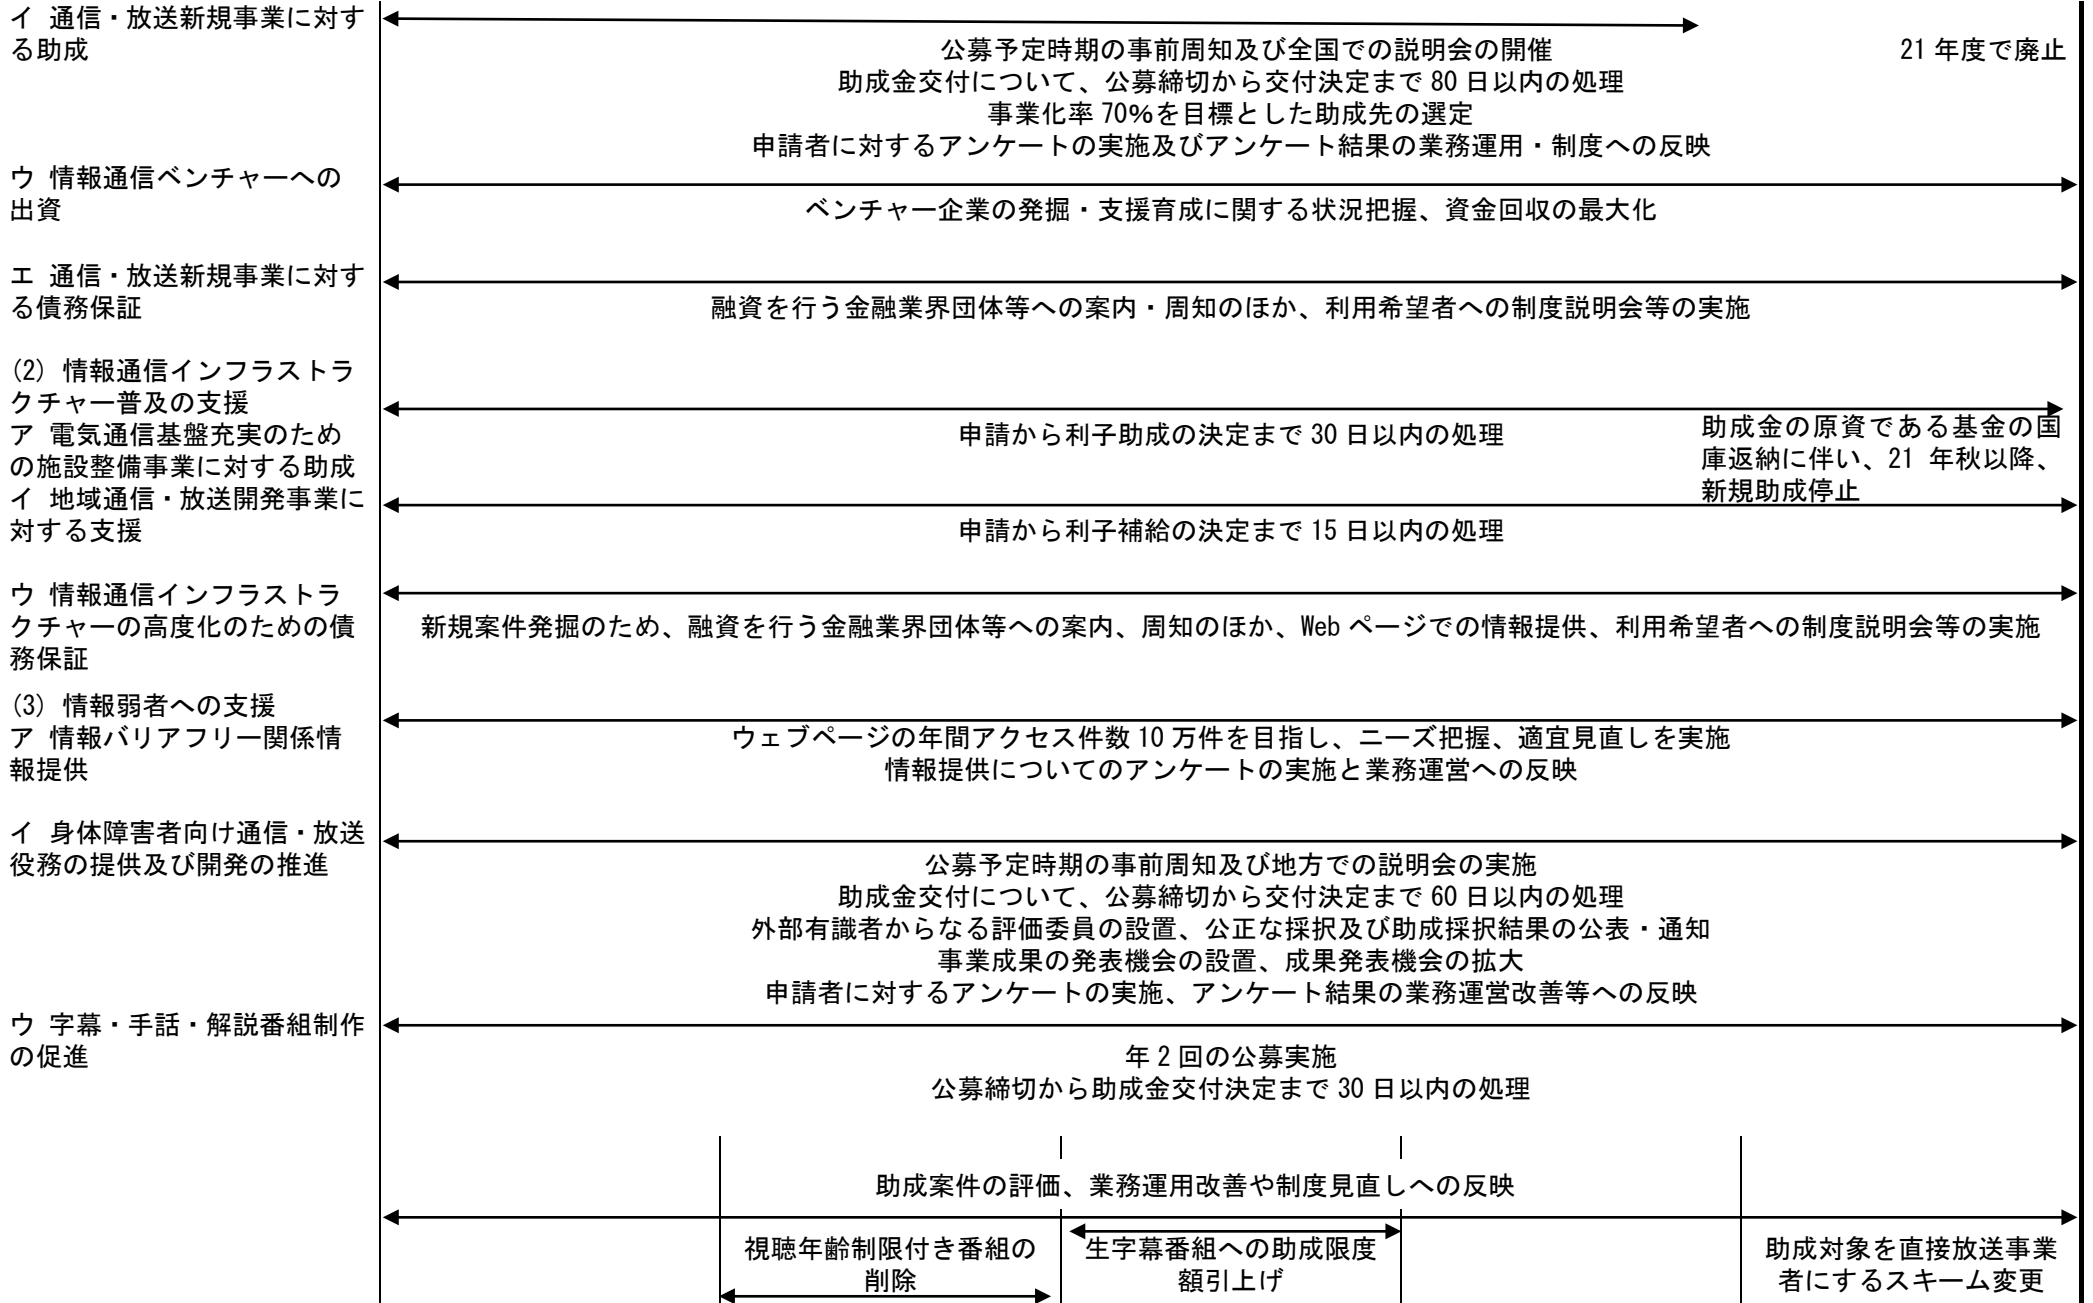 イ 通信・放送新規事業に対す
る助成
公募予定時期の事前周知及び全国での説明会の開催
21 年度で廃止
助成金交付について、公募締切から交付決定まで 80 日以内の処理
事業化率 70%を目標とした助成先の選定
申請者に対するアンケートの実施及びアンケート結果の業務運用・制度への反映
ウ 情報通信ベンチャーへの
出資
ベンチャー企業の発掘・支援育成に関する状況把握、資金回収の最大化
エ 通信・放送新規事業に対す
る債務保証
融資を行う金融業界団体等への案内・周知のほか、利用希望者への制度説明会等の実施
(2) 情報通信インフラストラ
クチャー普及の支援
ア 電気通信基盤充実のため
の施設整備事業に対する助成
申請から利子助成の決定まで 30 日以内の処理
助成金の原資である基金の国
庫返納に伴い、21 年秋以降、
新規助成停止
イ 地域通信・放送開発事業に
対する支援
申請から利子補給の決定まで 15 日以内の処理
ウ 情報通信インフラストラ
クチャーの高度化のための債
務保証
新規案件発掘のため、融資を行う金融業界団体等への案内、周知のほか、Web ページでの情報提供、利用希望者への制度説明会等の実施
(3) 情報弱者への支援
ア 情報バリアフリー関係情
報提供
ウェブページの年間アクセス件数 10 万件を目指し、ニーズ把握、適宜見直しを実施
情報提供についてのアンケートの実施と業務運営への反映
イ 身体障害者向け通信・放送
役務の提供及び開発の推進
公募予定時期の事前周知及び地方での説明会の実施
助成金交付について、公募締切から交付決定まで 60 日以内の処理
外部有識者からなる評価委員の設置、公正な採択及び助成採択結果の公表・通知
事業成果の発表機会の設置、成果発表機会の拡大
申請者に対するアンケートの実施、アンケート結果の業務運営改善等への反映
ウ 字幕・手話・解説番組制作
の促進
年 2 回の公募実施
公募締切から助成金交付決定まで 30 日以内の処理
助成案件の評価、業務運用改善や制度見直しへの反映
視聴年齢制限付き番組の
削除
生字幕番組への助成限度
額引上げ
助成対象を直接放送事業
者にするスキーム変更